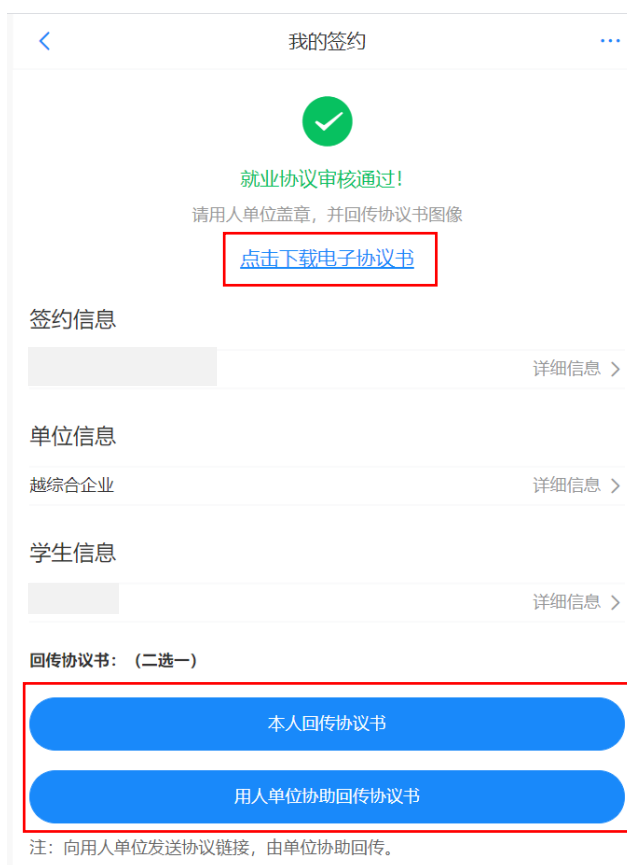 我的签约
就业协议审核通过！
请用人单位盖章，并回传协议书图像
点击下载电子协议书
签约信息
详细信息
单位信息
越综合企业 详细信息
学生信息
详细信息
回传协议书：（二选一）
本人回传协议书
用人单位协助回传协议书
注：向用人单位发送协议链接，由单位协助回传。